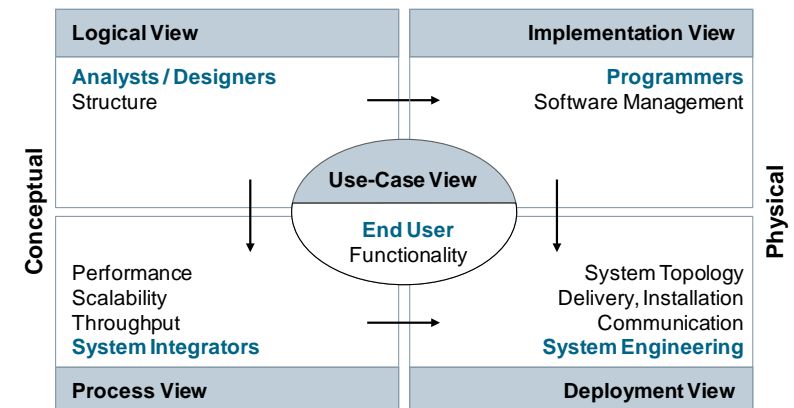 Logical View
Implementation View
Analysts / Designers
Structure
Programmers
Software Management
Conceptual
Use-Case View
End User
Functionality
Physical
Performance
Scalability
Throughput
System Integrators
System Topology
Delivery, Installation
Communication
System Engineering
Process View
Deployment View